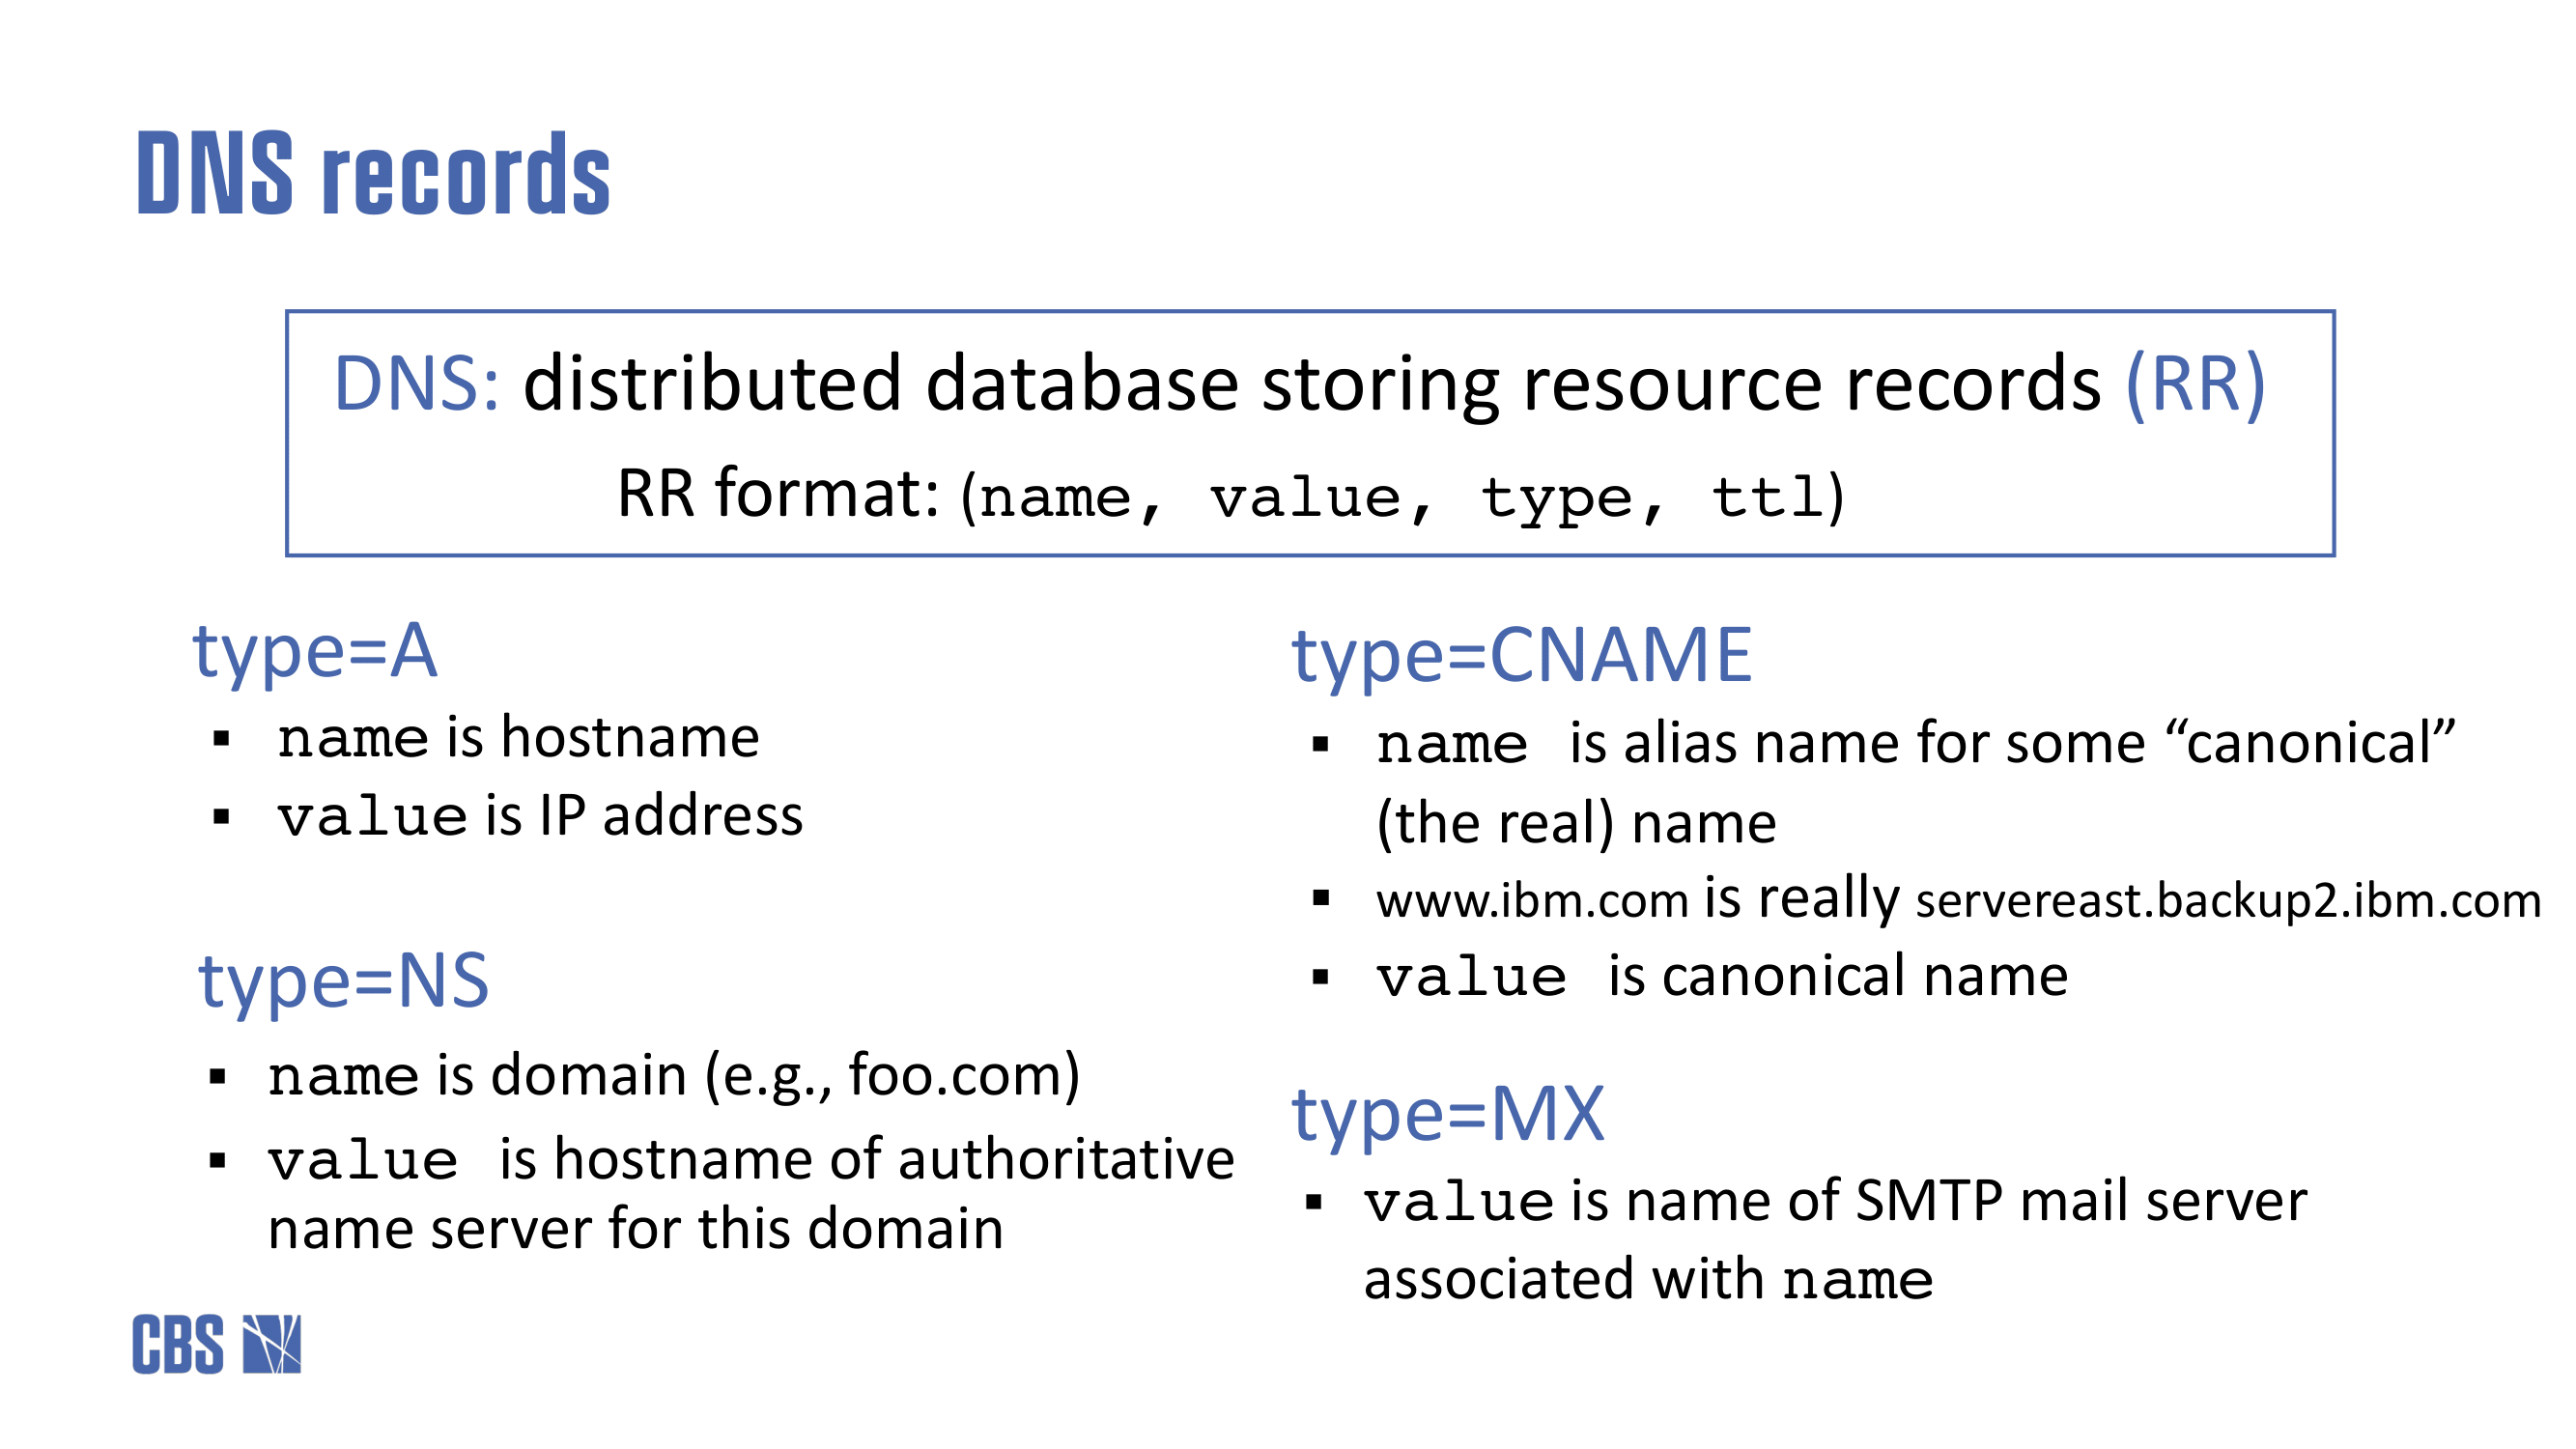 DNS records
DNS: distributed database storing resource records (RR)
RR format: (name, value, type, ttl)
type=A
▪ name is hostname
▪ value is IP address
type=NS
▪ name is domain (e.g., foo.com)
▪ value is hostname of authoritative
name server for this domain
type=CNAME
▪ name is alias name for some “canonical”
(the real) name
▪ www.ibm.com is really servereast.backup2.ibm.com
▪ value is canonical name
type=MX
▪ value is name of SMTP mail server
associated with name
CBS